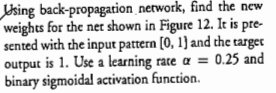 Using back-propagation network, find the new
weights for the net shown in Figure 12. It is pre-
sented with the input pattern [0, 1] and the target
output is 1. Use a learning rate α = 0.25 and
binary sigmoidal activation function.